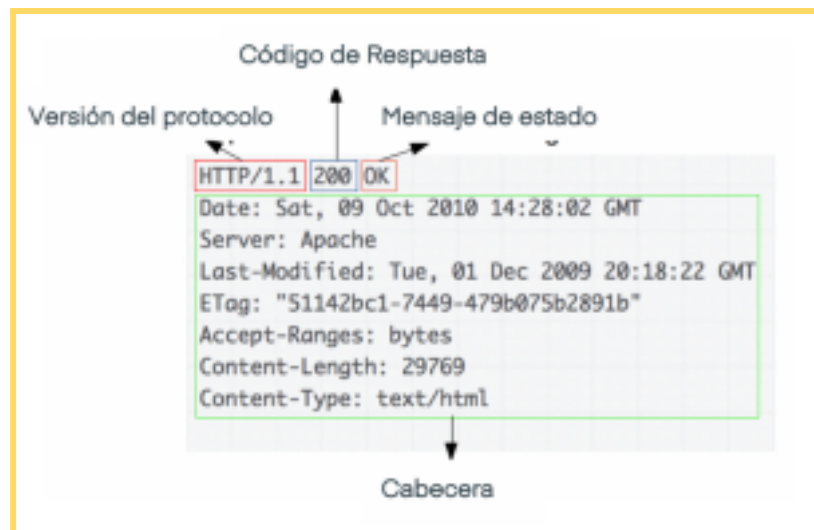 Código de Respuesta
Versión del protocolo
Mensaje de estado
HTTP/1.1 200 OK
Date: Sat, 09 Oct 2010 14:28:02 GMT
Server: Apache
Last-Modified: Tue, 01 Dec 2009 20:18:22 GMT
ETag: "51142bc1-7449-479b075b2891b"
Accept-Ranges: bytes
Content-Length: 29769
Content-Type: text/html
Cabecera